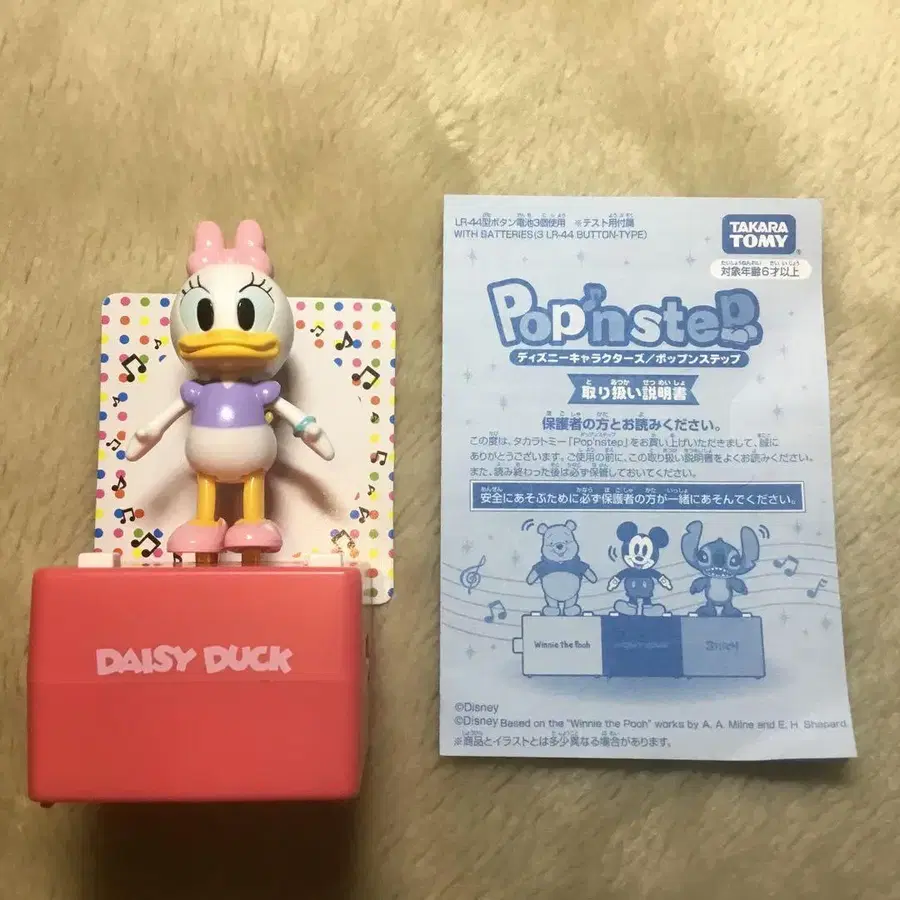 DAISY DUCK
LR-44型ボタン電池3個使用 ※テスト用付属
WITH BATTERIES(3 LR-44 BUTTON-TYPE)
TAKARA
TOMY
対象年齢6才以上
Pop'n step
ディズニーキャラクターズ/ポップンステップ
取り扱い説明書
保護者の方とお読みください。
この度は、タカラトミー「Pop'nstep」をお買い上げいただきまして、誠に
ありがとうございます。ご使用の前に、この取り扱い説明書をよくお読みください。
また、読み終わった後は必ず保管しておいてください。
安全にあそぶために必ず保護者の方が一緒にあそんでください。
Winnie the Pooh
Stitch
©Disney
©Disney Based on the "Winnie the Pooh" works by A. A. Milne and E. H. Shepard.
※商品とイラストとは多少異なる場合があります。